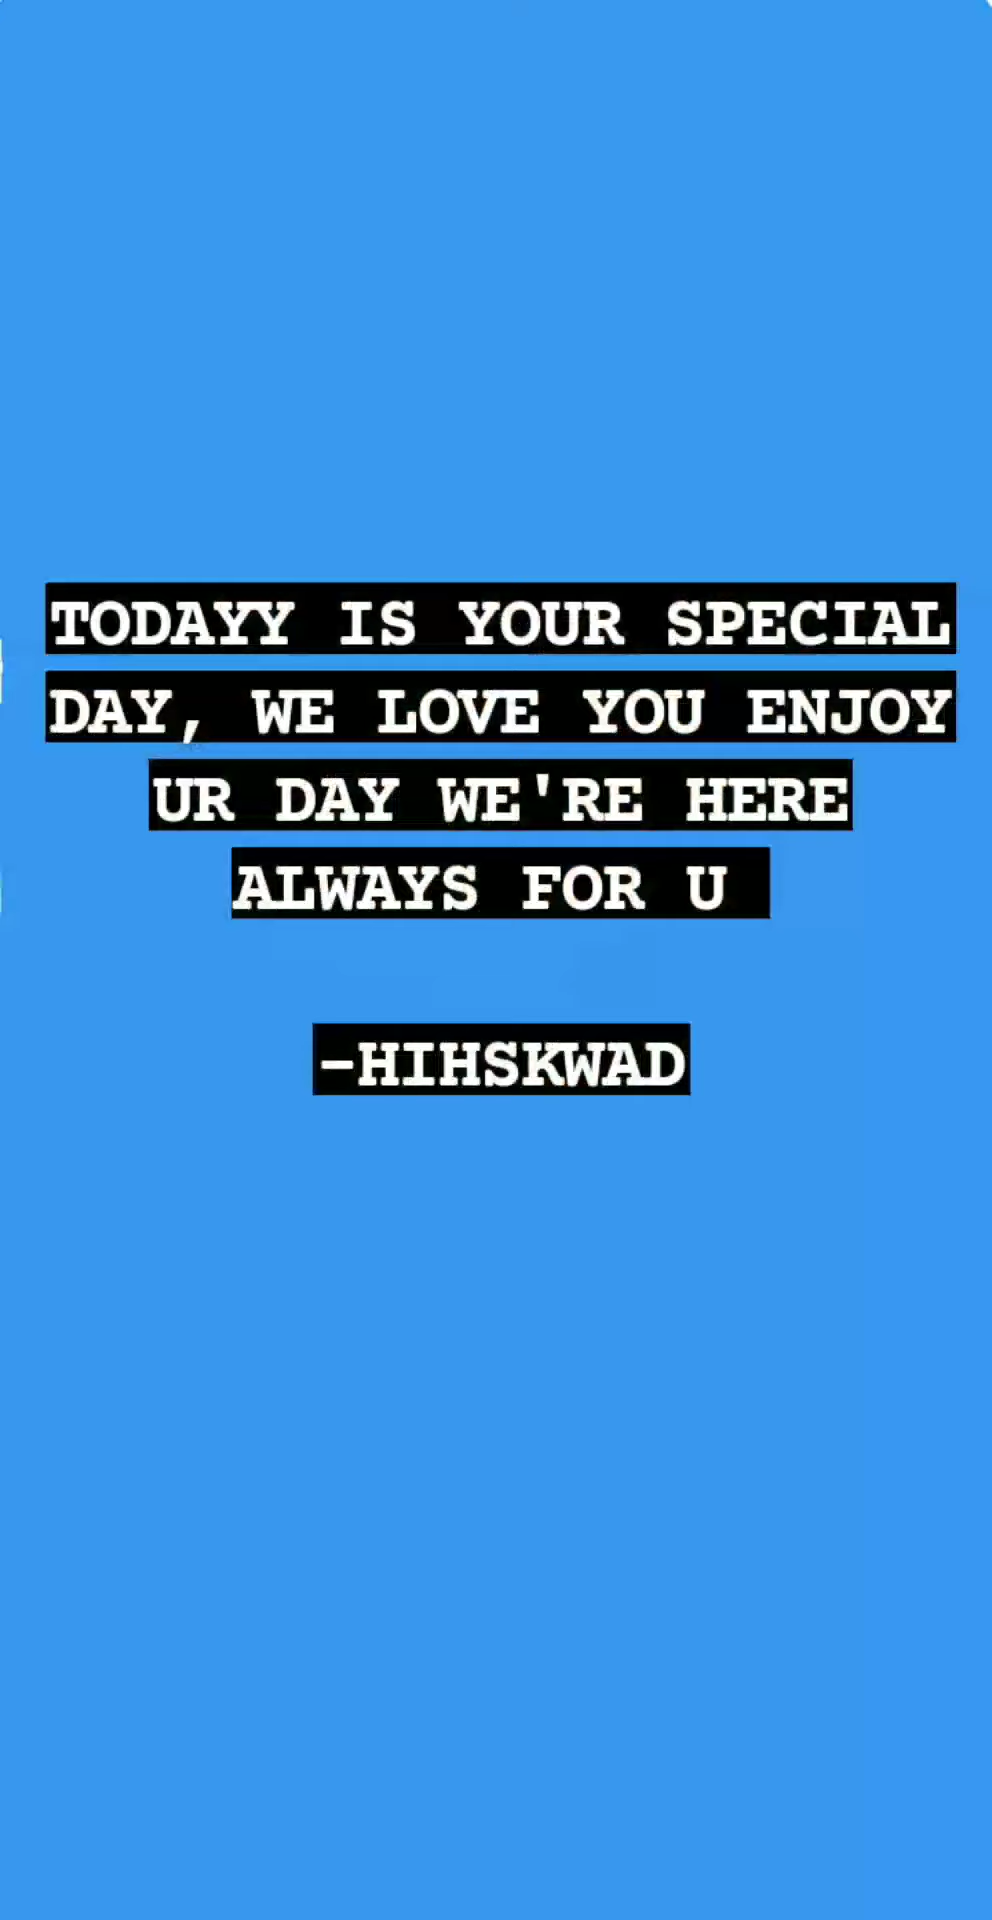 TODAYY IS YOUR SPECIAL
DAY, WE LOVE YOU ENJOY
UR DAY WE'RE HERE
ALWAYS FOR U
-HIHSKWAD